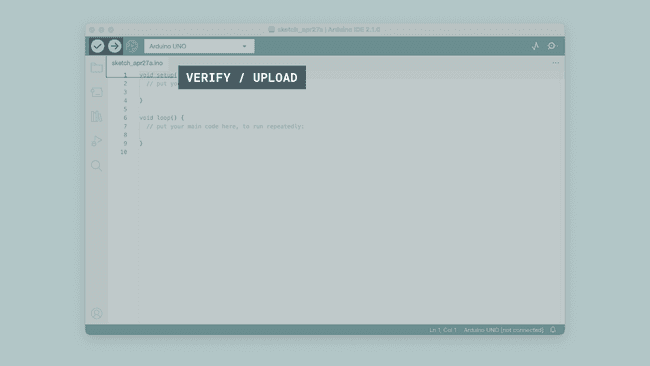 sketch_apr27a | Arduino IDE 2.1.0
Arduino UNO
sketch_apr27a.ino
VERIFY / UPLOAD
1 void setup(
2 // put yo
3
4 }
5
6 void loop() {
7 // put your main code here, to run repeatedly:
8
9 }
10
Ln 1, Col 1 Arduino UNO [not connected]